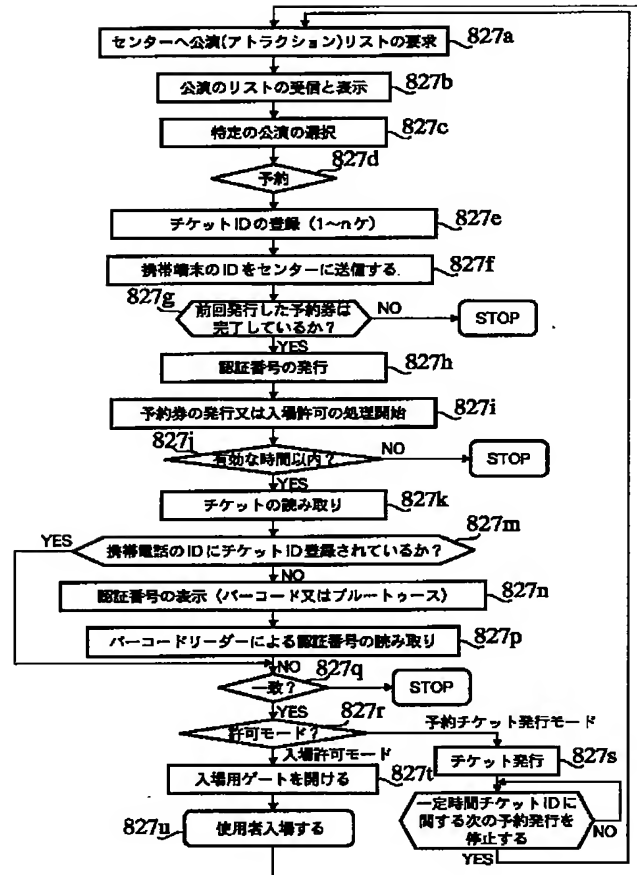 センターへ公演(アトラクション)リストの要求 827a
公演のリストの受信と表示 827b
特定の公演の選択 827c
予約 827d
チケットIDの登録（1〜nケ） 827e
携帯端末のIDをセンターに送信する. 827f
827g 前回発行した予約券は
完了しているか？
NO
STOP
YES
認証番号の発行 827h
予約券の発行又は入場許可の処理開始 827i
827j
有効な時間以内？
NO
STOP
YES
チケットの読み取り 827k
827m
YES
携帯電話のIDにチケットID登録されているか？
NO
認証番号の表示（バーコード又はブルートゥース） 827n
バーコードリーダーによる認証番号の読み取り 827p
NO
827q
一致？
STOP
YES
827r
許可モード？
予約チケット発行モード
入場許可モード
チケット発行 827s
入場用ゲートを開ける 827t
一定時間チケットIDに
関する次の予約発行を
停止する
NO
YES
827u 使用者入場する